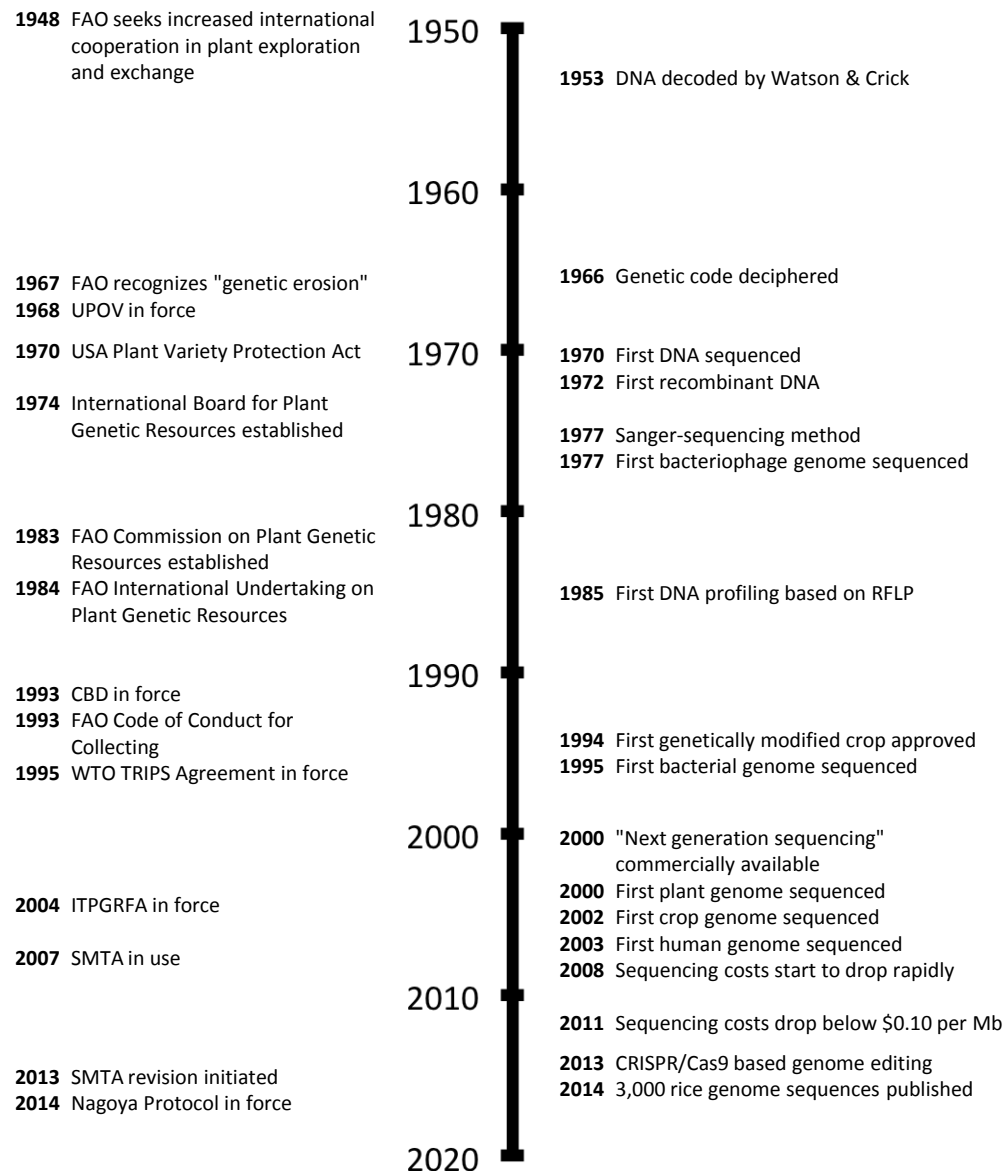 1948 FAO seeks increased international
cooperation in plant exploration
and exchange
1967 FAO recognizes "genetic erosion"
1968 UPOV in force
1970 USA Plant Variety Protection Act
1974 International Board for Plant
Genetic Resources established
1983 FAO Commission on Plant Genetic
Resources established
1984 FAO International Undertaking on
Plant Genetic Resources
1993 CBD in force
1993 FAO Code of Conduct for
Collecting
1995 WTO TRIPS Agreement in force
2004 ITPGRFA in force
2007 SMTA in use
2013 SMTA revision initiated
2014 Nagoya Protocol in force
1950
1960
1970
1980
1990
2000
2010
2020
1953 DNA decoded by Watson & Crick
1966 Genetic code deciphered
1970 First DNA sequenced
1972 First recombinant DNA
1977 Sanger-sequencing method
1977 First bacteriophage genome sequenced
1985 First DNA profiling based on RFLP
1994 First genetically modified crop approved
1995 First bacterial genome sequenced
2000 "Next generation sequencing"
commercially available
2000 First plant genome sequenced
2002 First crop genome sequenced
2003 First human genome sequenced
2008 Sequencing costs start to drop rapidly
2011 Sequencing costs drop below $0.10 per Mb
2013 CRISPR/Cas9 based genome editing
2014 3,000 rice genome sequences published